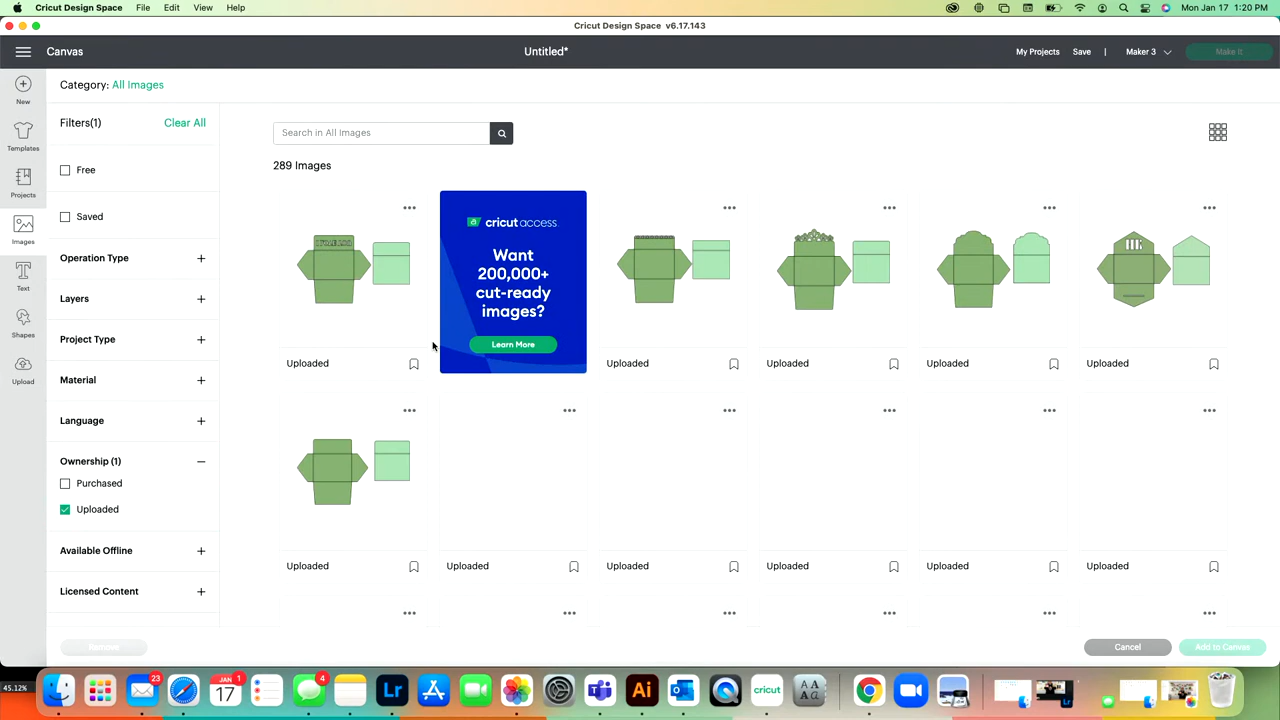 Cricut Design Space File Edit View Help Mon Jan 17 1:20 PM
Cricut Design Space v6.17.143
Canvas Untitled* My Projects Save | Maker 3 Make It
New
Templates
Projects
Images
Text
Shapes
Upload
Category: All Images
Filters(1) Clear All
Free
Saved
Operation Type +
Layers +
Project Type +
Material +
Language +
Ownership (1) −
Purchased
Uploaded
Available Offline +
Licensed Content +
Remove
Search in All Images
289 Images
cricut access
Want
200,000+
cut-ready
images?
Learn More
Uploaded Uploaded Uploaded Uploaded Uploaded
Uploaded Uploaded Uploaded Uploaded Uploaded Uploaded
Cancel Add to Canvas
45.12%
23
JAN 1
17
4
Lr
Ai
cricut
A A
A G